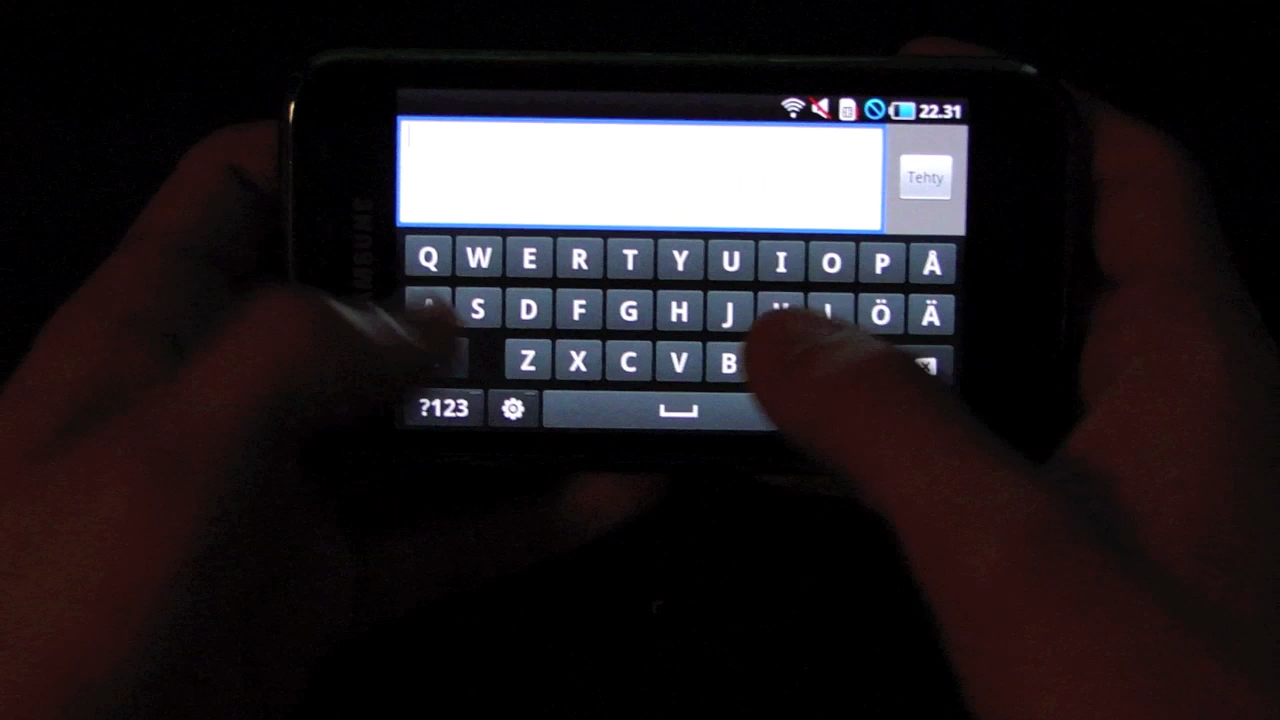 22.31
Tehty
Q W E R T Y U I O P Å
S D F G H J Ö Ä
Z X C V B
?123